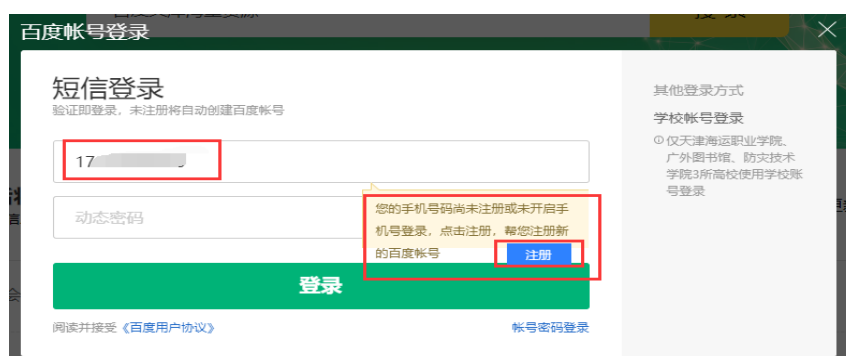 百度帐号登录
短信登录
验证即登录，未注册将自动创建百度帐号
17
动态密码
您的手机号码尚未注册或未开启手
机号登录，点击注册，帮您注册新
的百度帐号
注册
登录
阅读并接受《百度用户协议》
帐号密码登录
其他登录方式
学校帐号登录
仅天津海运职业学院、
广外图书馆、防灾技术
学院3所高校使用学校账
号登录